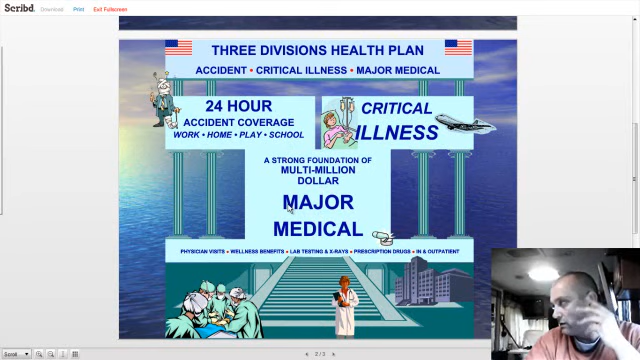 Scribd.
Download
Print
Exit Fullscreen
THREE DIVISIONS HEALTH PLAN
ACCIDENT • CRITICAL ILLNESS • MAJOR MEDICAL
24 HOUR
ACCIDENT COVERAGE
WORK • HOME • PLAY • SCHOOL
CRITICAL
ILLNESS
A STRONG FOUNDATION OF
MULTI-MILLION
DOLLAR
MAJOR
MEDICAL
PHYSICIAN VISITS • WELLNESS BENEFITS • LAB TESTING & X-RAYS • PRESCRIPTION DRUGS • IN & OUTPATIENT
Scroll
2 / 3